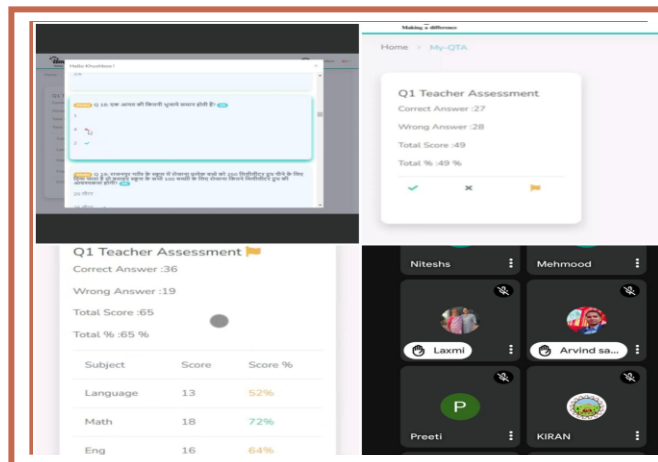 Hello Khushboo !
Q 18: एक आयत की कितनी भुजाएं समान होती हैं?
4
2
Making a difference
Home > My-QTA
Q1 Teacher Assessment
Correct Answer :27
Wrong Answer :28
Total Score :49
Total % :49 %
Q1 Teacher Assessment
Correct Answer :36
Wrong Answer :19
Total Score :65
Total % :65 %
Subject Score Score %
Language 13 52%
Math 18 72%
Eng 16 64%
Niteshs
Mehmood
Laxmi
Arvind sa...
P
Preeti
KIRAN